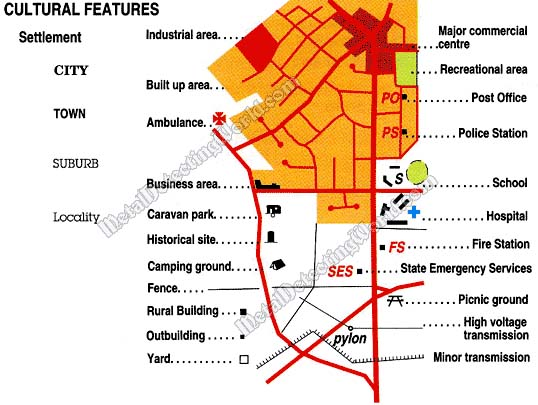 CULTURAL FEATURES
Settlement
CITY
TOWN
SUBURB
Locality
Industrial area.....
Built up area.....
Ambulance.....
Business area....
Caravan park.....
Historical site....
Camping ground....
Fence.....
Rural Building.....
Outbuilding.....
Yard.....
Major commercial
centre
Recreational area
PO ........ Post Office
PS ..... Police Station
S ........ School
Hospital
FS ..... Fire Station
SES ..... State Emergency Services
Picnic ground
High voltage
transmission
pylon
Minor transmission
MetalDetectingWorld.com
MetalDetectingWorld.com
MetalDetectingWorld.com